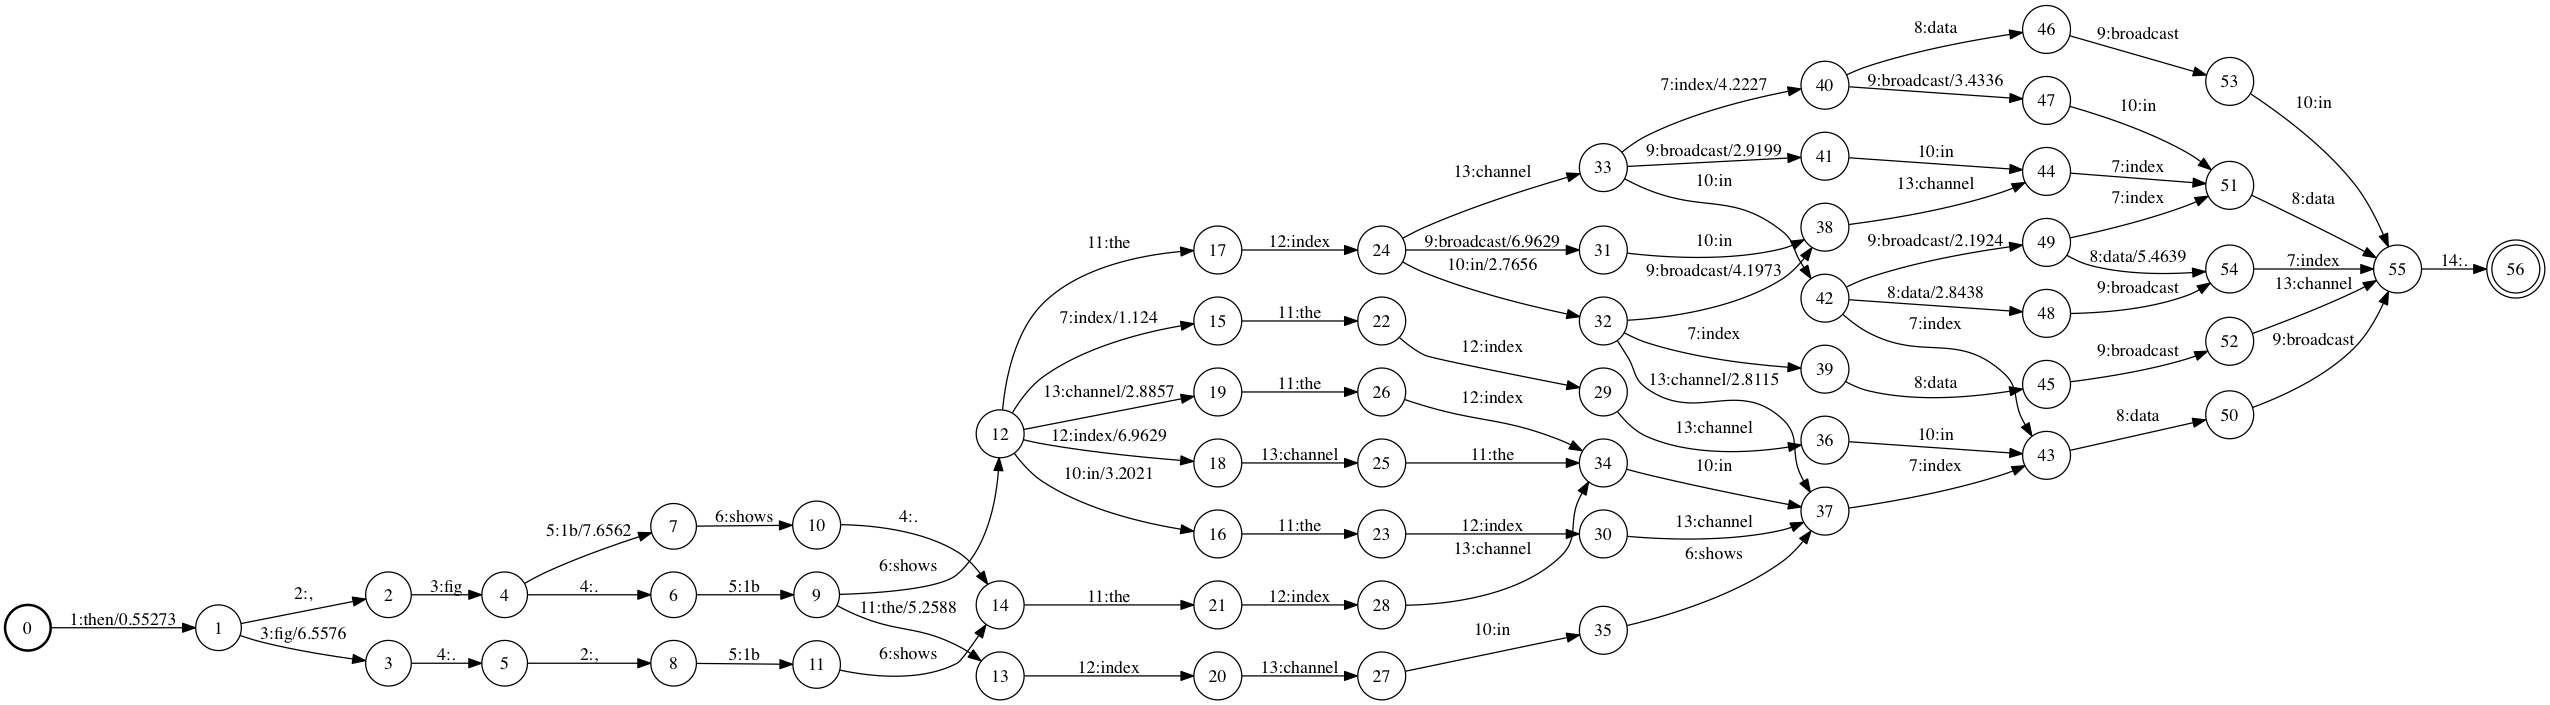 0
1:then/0.55273
1
2:,
2
3:fig
4
3:fig/6.5576
3
4:.
5
5:1b/7.6562
7
6:shows
10
4:.
4:.
6
5:1b
9
6:shows
11:the/5.2588
2:,
8
5:1b
11
6:shows
12
14
13
11:the
17
12:index
24
7:index/1.124
15
11:the
22
12:index
13:channel/2.8857
19
11:the
26
12:index
12:index/6.9629
18
13:channel
25
11:the
10:in/3.2021
16
11:the
23
12:index
30
13:channel
11:the
21
12:index
28
13:channel
12:index
20
13:channel
27
10:in
35
6:shows
13:channel
33
9:broadcast/6.9629
31
10:in
10:in/2.7656
32
9:broadcast/4.1973
7:index
13:channel/2.8115
29
13:channel
34
10:in
7:index/4.2227
40
9:broadcast/2.9199
41
10:in
10:in
38
13:channel
42
39
8:data
36
10:in
37
7:index
8:data
46
9:broadcast
53
10:in
9:broadcast/3.4336
47
10:in
44
7:index
51
8:data
9:broadcast/2.1924
49
7:index
8:data/5.4639
54
7:index
8:data/2.8438
48
9:broadcast
7:index
45
9:broadcast
52
13:channel
43
8:data
50
9:broadcast
55
14:.
56